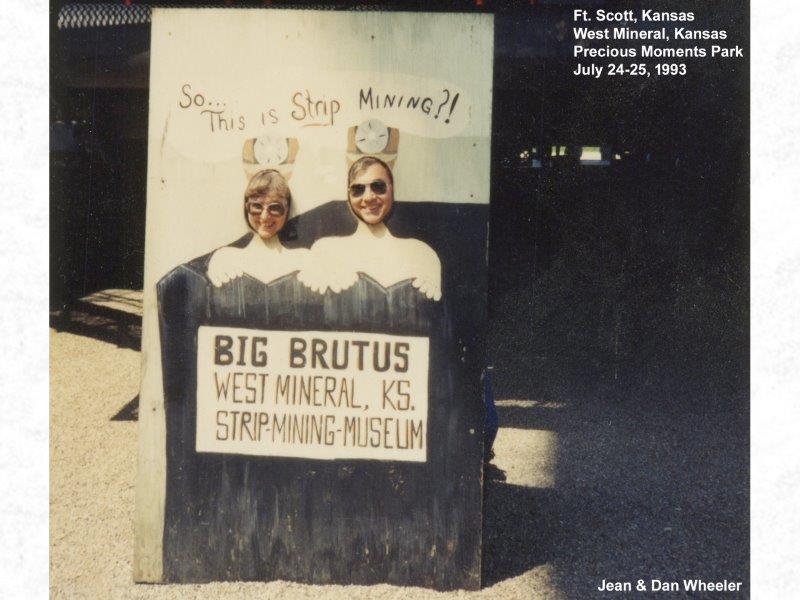 Ft. Scott, Kansas
West Mineral, Kansas
Precious Moments Park
July 24-25, 1993
So...
This is Strip Mining?!
BIG BRUTUS
WEST MINERAL, KS.
STRIP-MINING-MUSEUM
Jean & Dan Wheeler